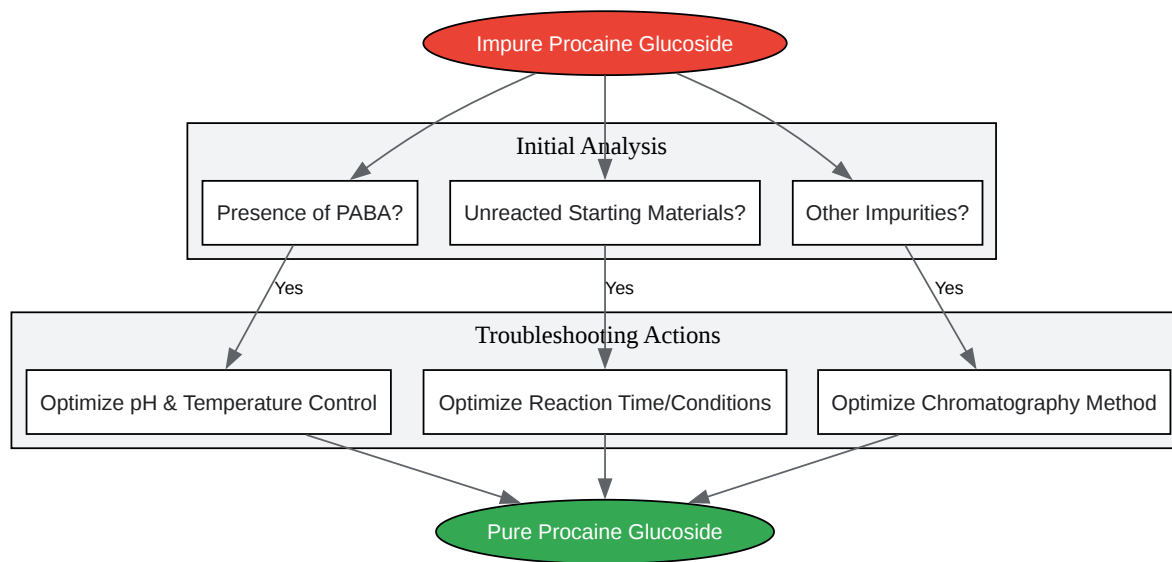 Impure Procaine Glucoside
Initial Analysis
Presence of PABA?
Unreacted Starting Materials?
Other Impurities?
Yes
Yes
Yes
Troubleshooting Actions
Optimize pH & Temperature Control
Optimize Reaction Time/Conditions
Optimize Chromatography Method
Pure Procaine Glucoside